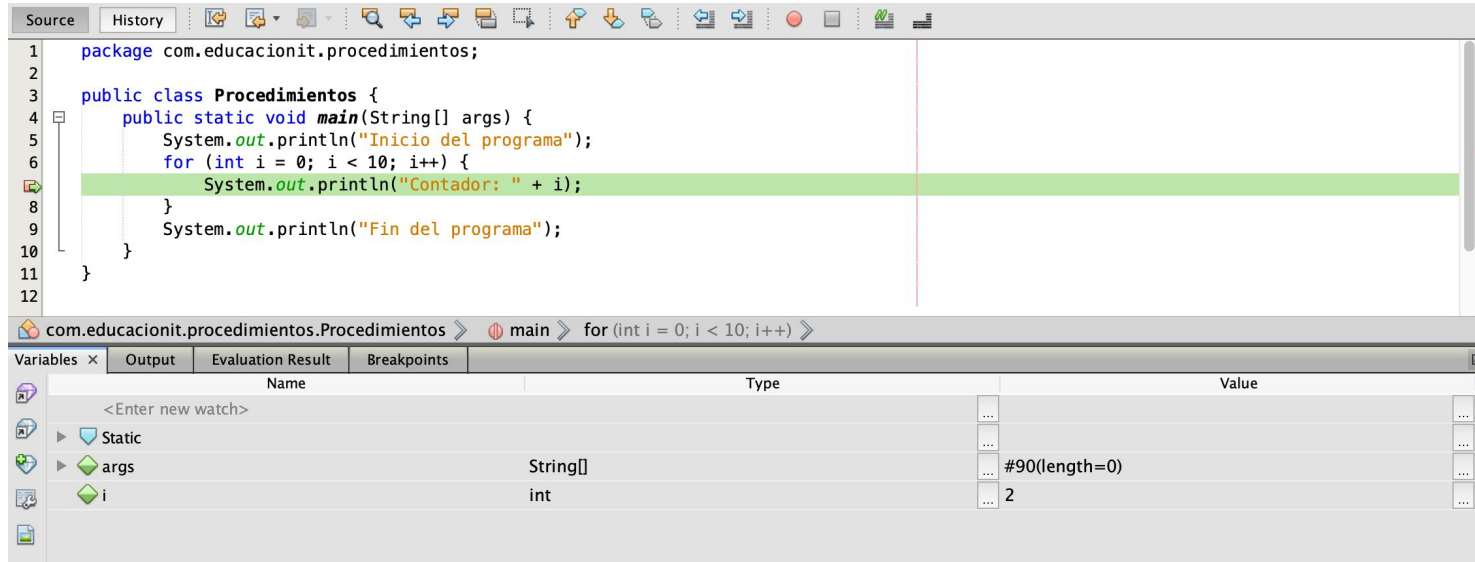 Source History
1 package com.educacionit.procedimientos;
2
3 public class Procedimientos {
4 public static void main(String[] args) {
5 System.out.println("Inicio del programa");
6 for (int i = 0; i < 10; i++) {
System.out.println("Contador: " + i);
8 }
9 System.out.println("Fin del programa");
10 }
11 }
12
com.educacionit.procedimientos.Procedimientos main for (int i = 0; i < 10; i++)
Variables × Output Evaluation Result Breakpoints
Name Type Value
<Enter new watch> ... ...
Static ... ...
args String[] ... #90(length=0) ...
i int ... 2 ...